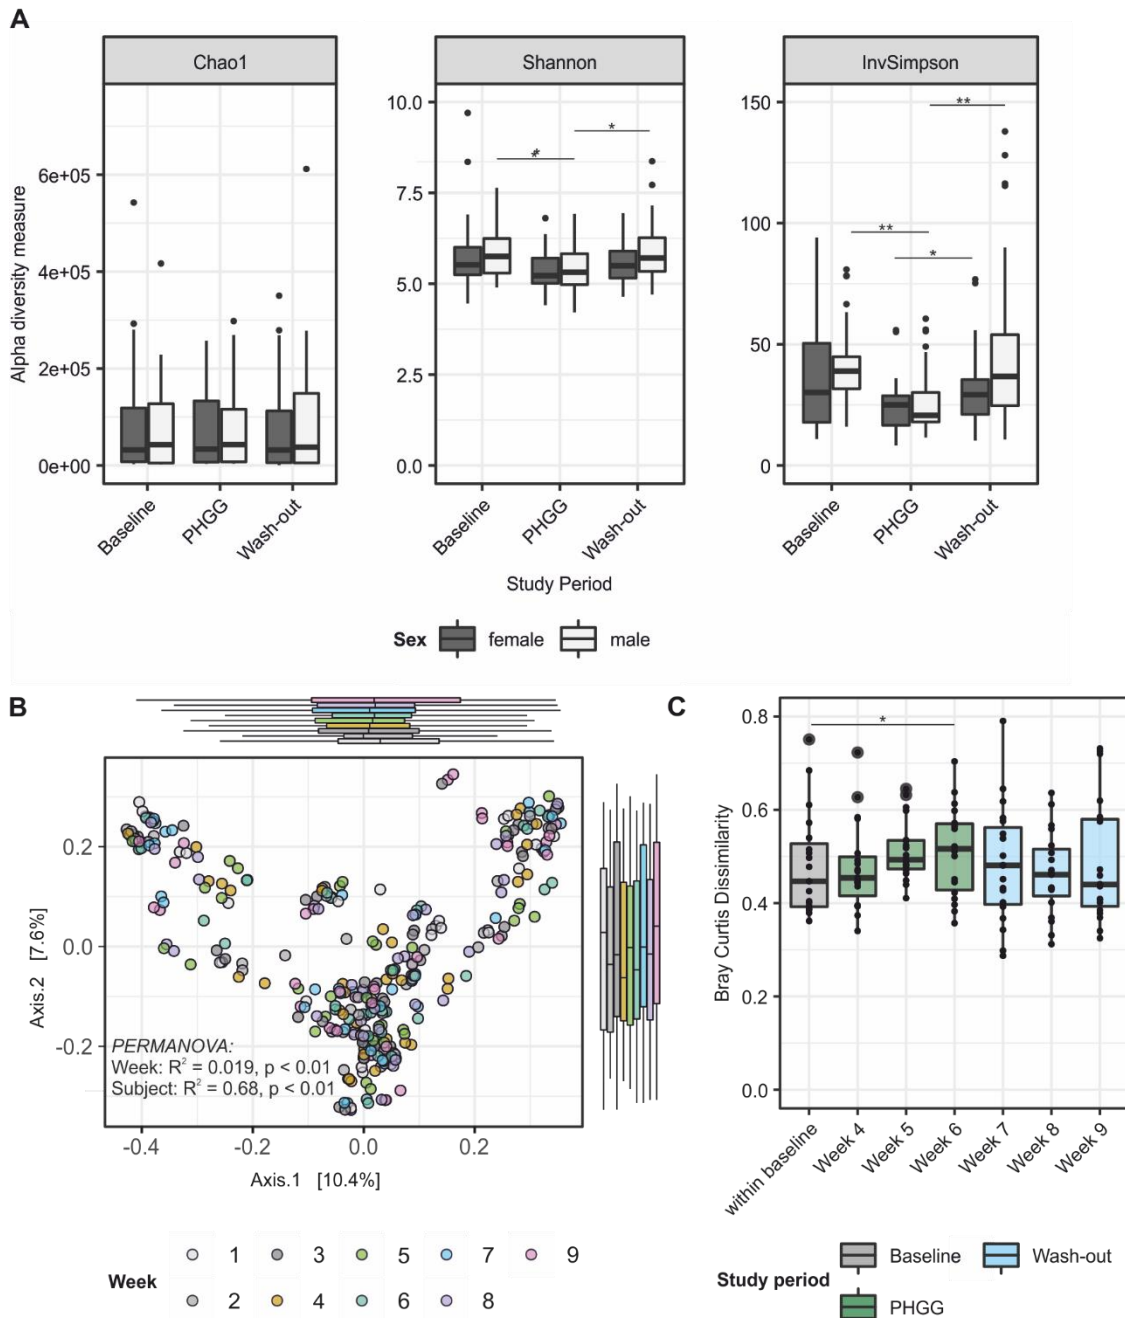 A
Chao1
Shannon
InvSimpson
Alpha diversity measure
6e+05
4e+05
2e+05
0e+00
10.0
7.5
5.0
2.5
0.0
150
100
50
0
*
*
**
**
*
Baseline
PHGG
Wash-out
Baseline
PHGG
Wash-out
Baseline
PHGG
Wash-out
Study Period
Sex female male
B
Axis.2 [7.6%]
0.2
0.0
-0.2
PERMANOVA:
Week: R² = 0.019, p < 0.01
Subject: R² = 0.68, p < 0.01
-0.4 -0.2 0.0 0.2
Axis.1 [10.4%]
Week
1 3 5 7 9
2 4 6 8
C
Bray Curtis Dissimilarity
0.8
0.6
0.4
0.2
0.0
*
within baseline
Week 4
Week 5
Week 6
Week 7
Week 8
Week 9
Study period
Baseline Wash-out
PHGG